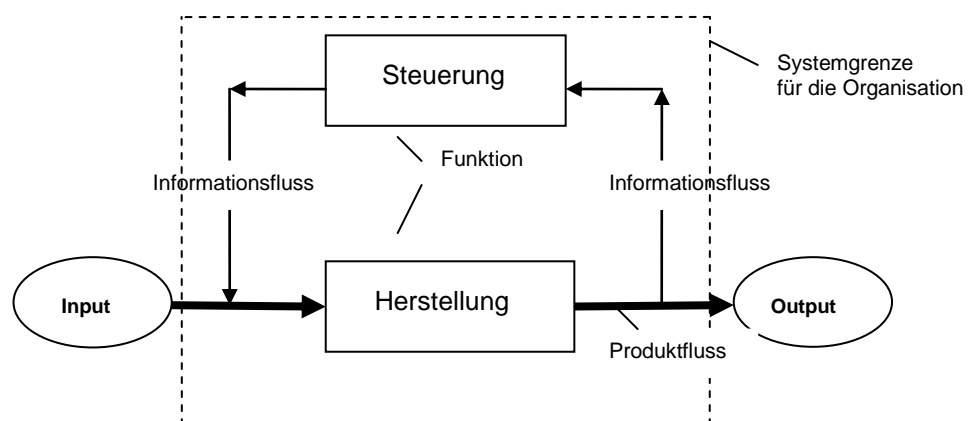 Steuerung
Systemgrenze
für die Organisation
Funktion
Informationsfluss
Informationsfluss
Input
Herstellung
Output
Produktfluss